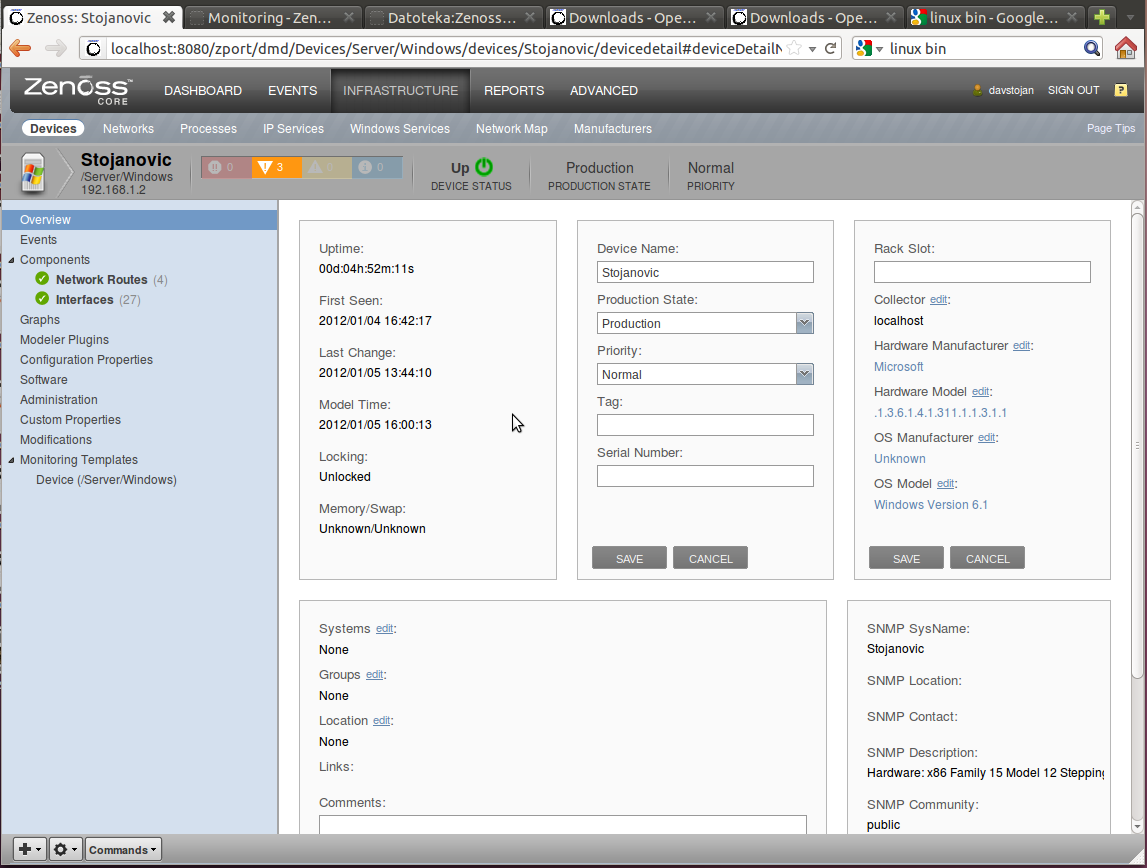 Zenoss: Stojanovic
Monitoring - Zen...
Datoteka:Zenoss...
Downloads - Ope...
Downloads - Ope...
linux bin - Google...
localhost:8080/zport/dmd/Devices/Server/Windows/devices/Stojanovic/devicedetail#deviceDetailN
linux bin
Zenoss CORE
DASHBOARD EVENTS INFRASTRUCTURE REPORTS ADVANCED
davstojan SIGN OUT ?
Devices Networks Processes IP Services Windows Services Network Map Manufacturers Page Tips
Stojanovic
/Server/Windows
192.168.1.2
0 3 0 0
Up
DEVICE STATUS
Production
PRODUCTION STATE
Normal
PRIORITY
Overview
Events
Components
Network Routes (4)
Interfaces (27)
Graphs
Modeler Plugins
Configuration Properties
Software
Administration
Custom Properties
Modifications
Monitoring Templates
Device (/Server/Windows)
Uptime:
00d:04h:52m:11s
First Seen:
2012/01/04 16:42:17
Last Change:
2012/01/05 13:44:10
Model Time:
2012/01/05 16:00:13
Locking:
Unlocked
Memory/Swap:
Unknown/Unknown
Device Name:
Stojanovic
Production State:
Production
Priority:
Normal
Tag:
Serial Number:
SAVE CANCEL
Rack Slot:
Collector edit:
localhost
Hardware Manufacturer edit:
Microsoft
Hardware Model edit:
.1.3.6.1.4.1.311.1.1.3.1.1
OS Manufacturer edit:
Unknown
OS Model edit:
Windows Version 6.1
SAVE CANCEL
Systems edit:
None
Groups edit:
None
Location edit:
None
Links:
Comments:
SNMP SysName:
Stojanovic
SNMP Location:
SNMP Contact:
SNMP Description:
Hardware: x86 Family 15 Model 12 Stepping
SNMP Community:
public
Commands